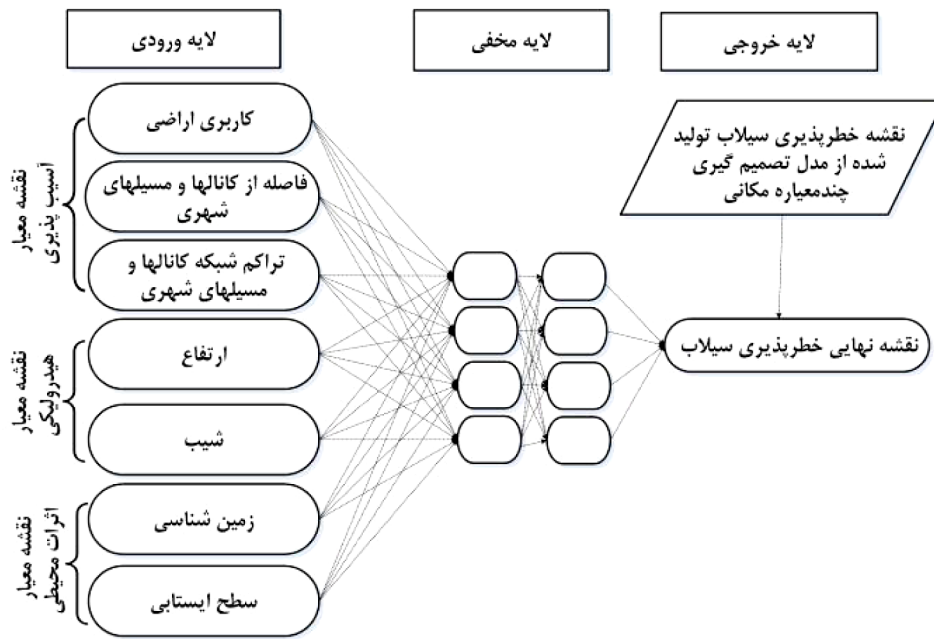 لایه خروجی
لایه مخفی
لایه ورودی
نقشه خطرپذیری سیلاب تولید
شده از مدل تصمیم گیری
چندمعیاره مکانی
نقشه نهایی خطرپذیری سیلاب
نقشه معیار
آسیب پذیری
کاربری اراضی
فاصله از کانالها و مسیلهای
شهری
تراکم شبکه کانالها و
مسیلهای شهری
نقشه معیار
هیدرولیکی
ارتفاع
شیب
نقشه معیار
اثرات محیطی
زمین شناسی
سطح ایستابی